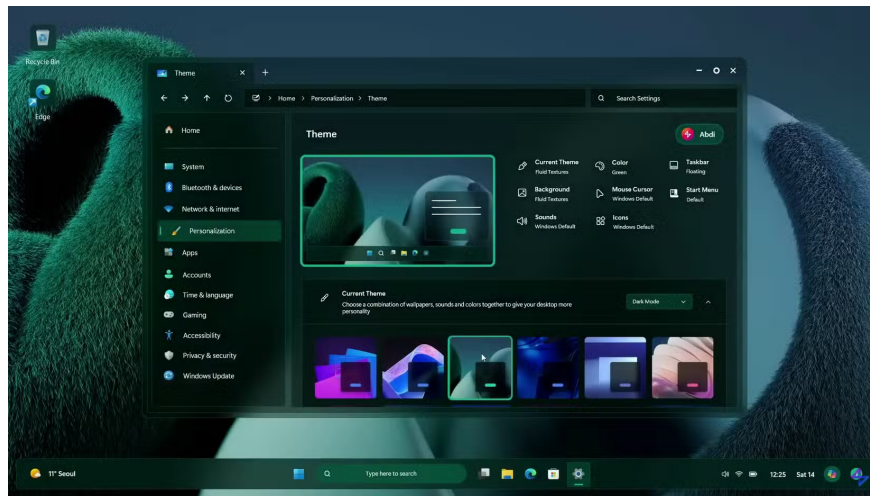 Recycle Bin
Edge
Theme
Home > Personalization > Theme
Search Settings
Home
System
Bluetooth & devices
Network & internet
Personalization
Apps
Accounts
Time & language
Gaming
Accessibility
Privacy & security
Windows Update
Theme
Abdi
Current Theme
Fluid Textures
Color
Green
Taskbar
Floating
Background
Fluid Textures
Mouse Cursor
Windows Default
Start Menu
Default
Sounds
Windows Default
Icons
Windows Default
Current Theme
Choose a combination of wallpapers, sounds and colors together to give your desktop more
personality
Dark Mode
11° Seoul
Type here to search
12:25
Sat 14